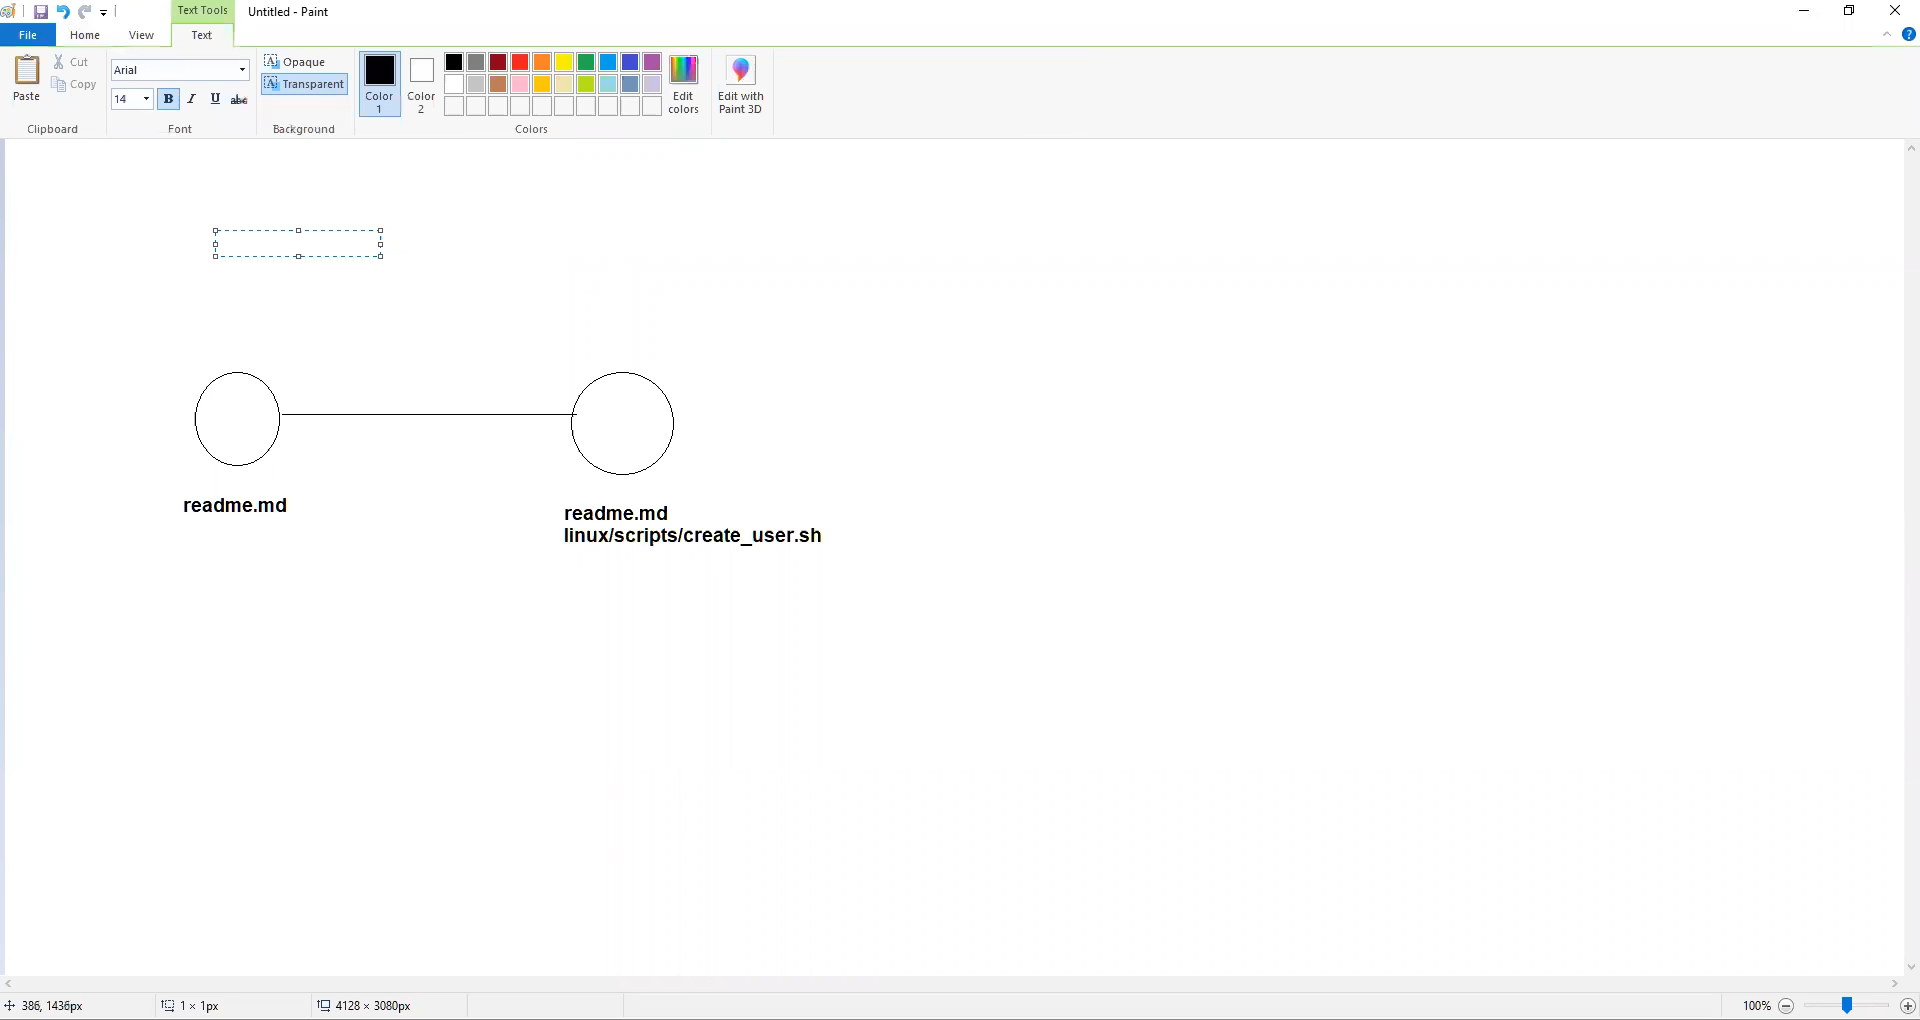 Text Tools
Untitled - Paint
File
Home
View
Text
Paste
Cut
Copy
Clipboard
Arial
14
B
I
U
abc
Font
Opaque
Transparent
Background
Color
1
Color
2
Edit
colors
Colors
Edit with
Paint 3D
readme.md
readme.md
linux/scripts/create_user.sh
386, 1436px
1 × 1px
4128 × 3080px
100%